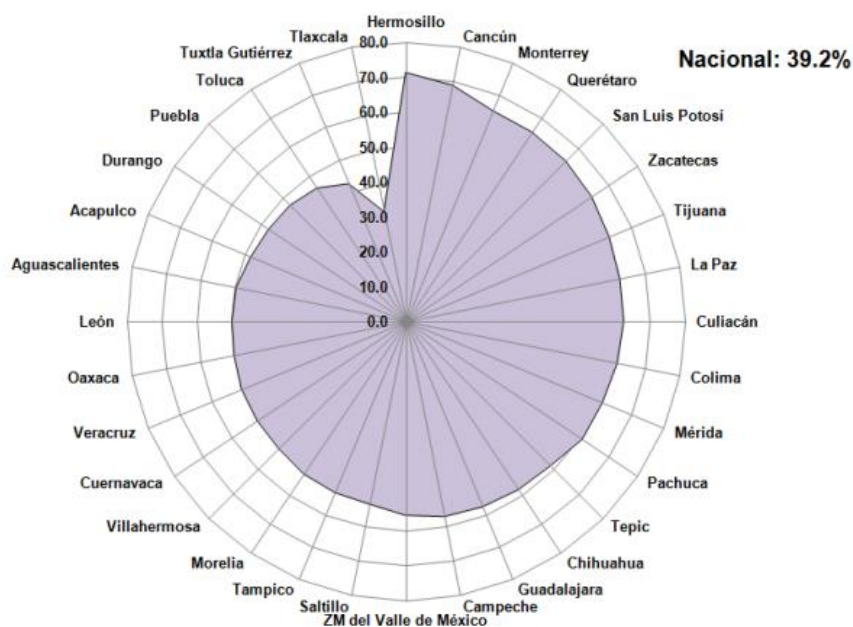 Hermosillo
Cancún
Monterrey
Querétaro
San Luis Potosí
Zacatecas
Tijuana
La Paz
Culiacán
Colima
Mérida
Pachuca
Tepic
Chihuahua
Guadalajara
Campeche
ZM del Valle de México
Saltillo
Tampico
Morelia
Villahermosa
Cuernavaca
Veracruz
Oaxaca
León
Aguascalientes
Acapulco
Durango
Puebla
Toluca
Tuxtla Gutiérrez
Tlaxcala
80.0
70.0
60.0
50.0
40.0
30.0
20.0
10.0
0.0
Nacional: 39.2%